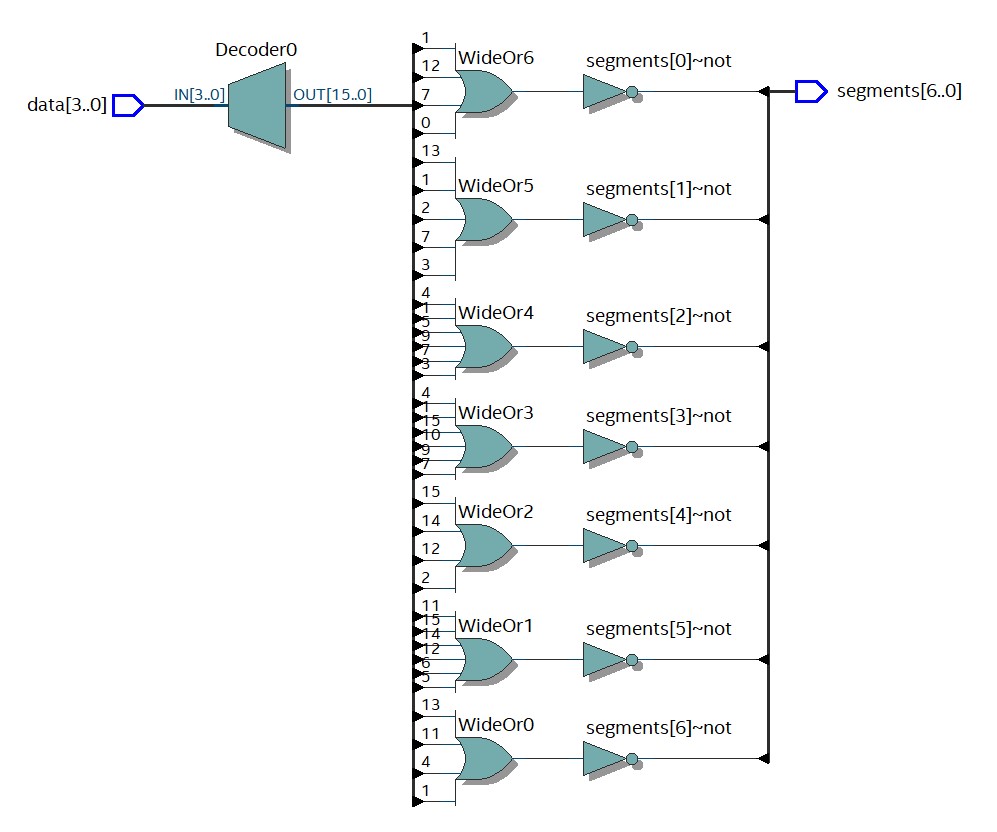 Decoder0
data[3..0]
IN[3..0]
OUT[15..0]
1
12
7
0
WideOr6
segments[0]~not
segments[6..0]
13
1
2
7
3
WideOr5
segments[1]~not
4
1
5
9
7
3
WideOr4
segments[2]~not
4
1
15
10
9
7
WideOr3
segments[3]~not
15
14
12
2
WideOr2
segments[4]~not
11
15
14
12
6
5
WideOr1
segments[5]~not
13
11
4
1
WideOr0
segments[6]~not